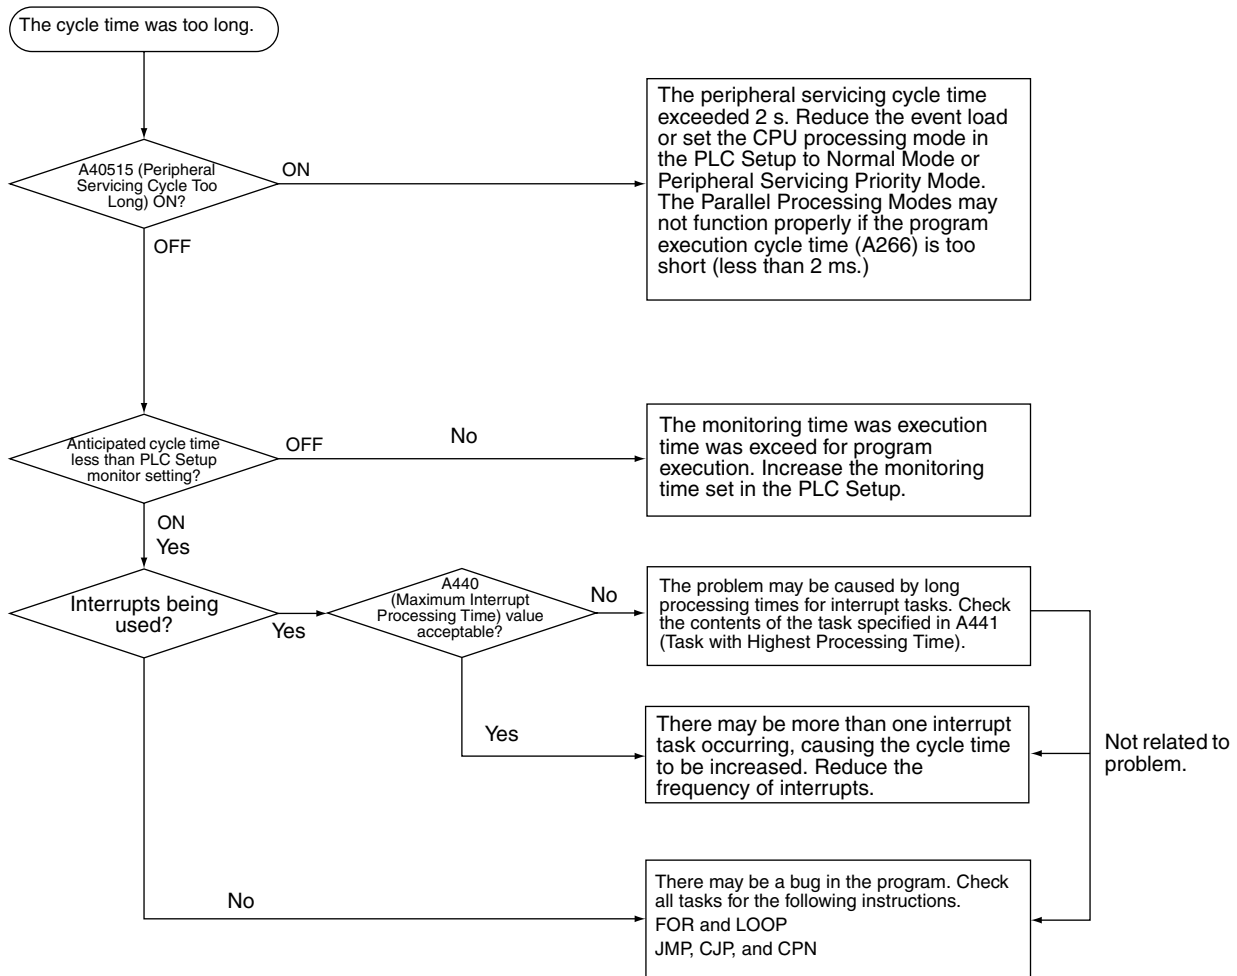 The cycle time was too long.
A40515 (Peripheral
Servicing Cycle Too
Long) ON?
ON
OFF
The peripheral servicing cycle time
exceeded 2 s. Reduce the event load
or set the CPU processing mode in
the PLC Setup to Normal Mode or
Peripheral Servicing Priority Mode.
The Parallel Processing Modes may
not function properly if the program
execution cycle time (A266) is too
short (less than 2 ms.)
Anticipated cycle time
less than PLC Setup
monitor setting?
OFF
No
The monitoring time was execution
time was exceed for program
execution. Increase the monitoring
time set in the PLC Setup.
ON
Yes
Interrupts being
used?
Yes
A440
(Maximum Interrupt
Processing Time) value
acceptable?
No
The problem may be caused by long
processing times for interrupt tasks. Check
the contents of the task specified in A441
(Task with Highest Processing Time).
Yes
There may be more than one interrupt
task occurring, causing the cycle time
to be increased. Reduce the
frequency of interrupts.
Not related to
problem.
No
There may be a bug in the program. Check
all tasks for the following instructions.
FOR and LOOP
JMP, CJP, and CPN